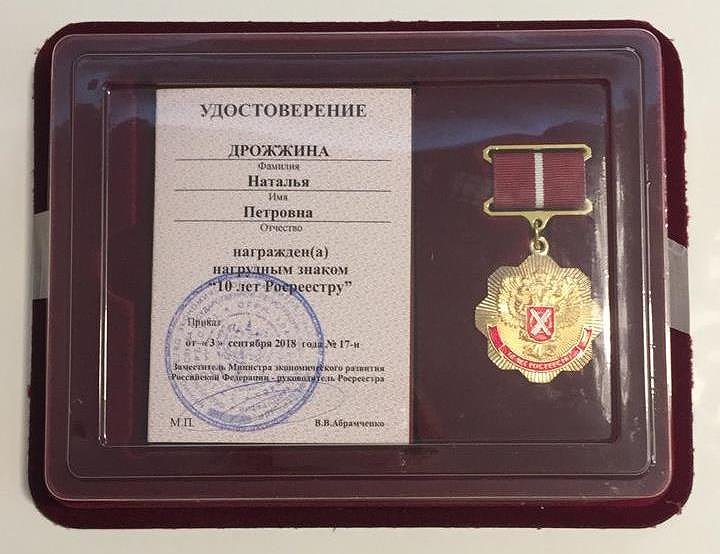 УДОСТОВЕРЕНИЕ
ДРОЖЖИНА
Фамилия
Наталья
Имя
Петровна
Отчество
награжден(а)
нагрудным знаком
“10 лет Росреестру”
Приказ
от «3» сентября 2018 года № 17-н
Заместитель Министра экономического развития
Российской Федерации - руководитель Росреестра
М.П.
В.В.Абрамченко
10 ЛЕТ РОСРЕЕСТРУ